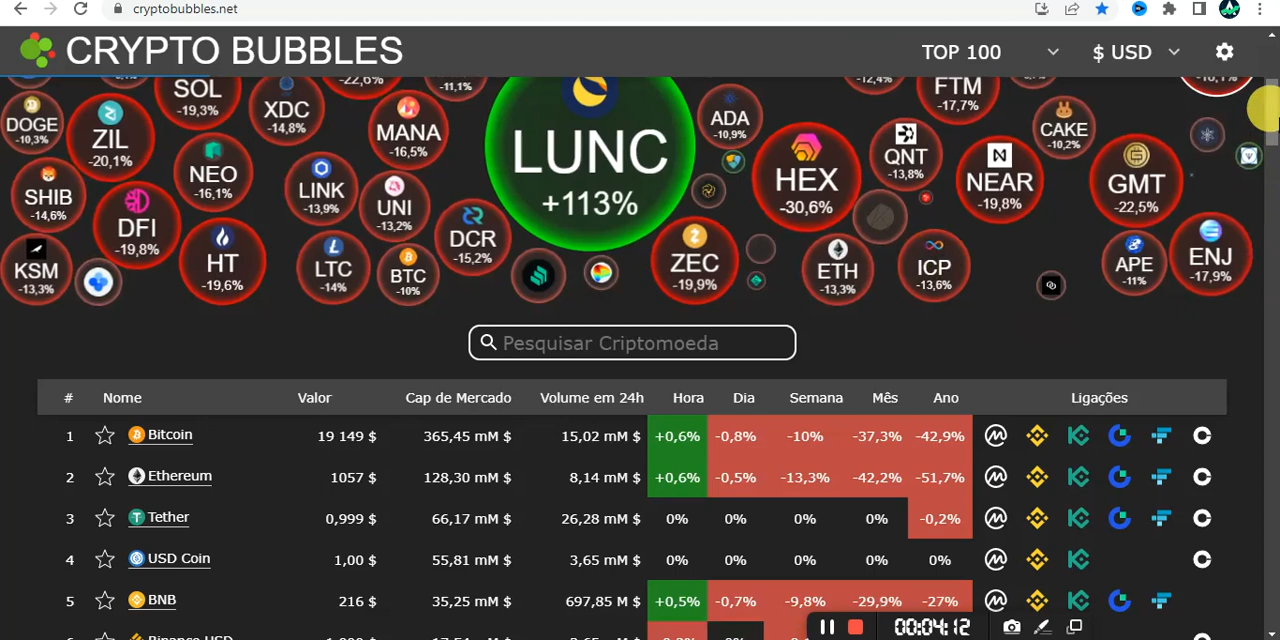 cryptobubbles.net
CRYPTO BUBBLES
TOP 100
$ USD
SOL
-19,3%
-22,6%
-11,1%
-12,4%
FTM
-17,7%
DOGE
-10,3%
ZIL
-20,1%
XDC
-14,8%
MANA
-16,5%
LUNC
+113%
ADA
-10,9%
CAKE
-10,2%
SHIB
-14,6%
NEO
-16,1%
LINK
-13,9%
UNI
-13,2%
HEX
-30,6%
QNT
-13,8%
NEAR
-19,8%
GMT
-22,5%
DFI
-19,8%
DCR
-15,2%
KSM
-13,3%
HT
-19,6%
LTC
-14%
BTC
-10%
ZEC
-19,9%
ETH
-13,3%
ICP
-13,6%
APE
-11%
ENJ
-17,9%
Pesquisar Criptomoeda
# Nome Valor Cap de Mercado Volume em 24h Hora Dia Semana Mês Ano Ligações
1 Bitcoin 19 149 $ 365,45 mM $ 15,02 mM $ +0,6% -0,8% -10% -37,3% -42,9%
2 Ethereum 1057 $ 128,30 mM $ 8,14 mM $ +0,6% -0,5% -13,3% -42,2% -51,7%
3 Tether 0,999 $ 66,17 mM $ 26,28 mM $ 0% 0% 0% 0% -0,2%
4 USD Coin 1,00 $ 55,81 mM $ 3,65 mM $ 0% 0% 0% 0% 0%
5 BNB 216 $ 35,25 mM $ 697,85 M $ +0,5% -0,7% -9,8% -29,9% -27%
00:04:12